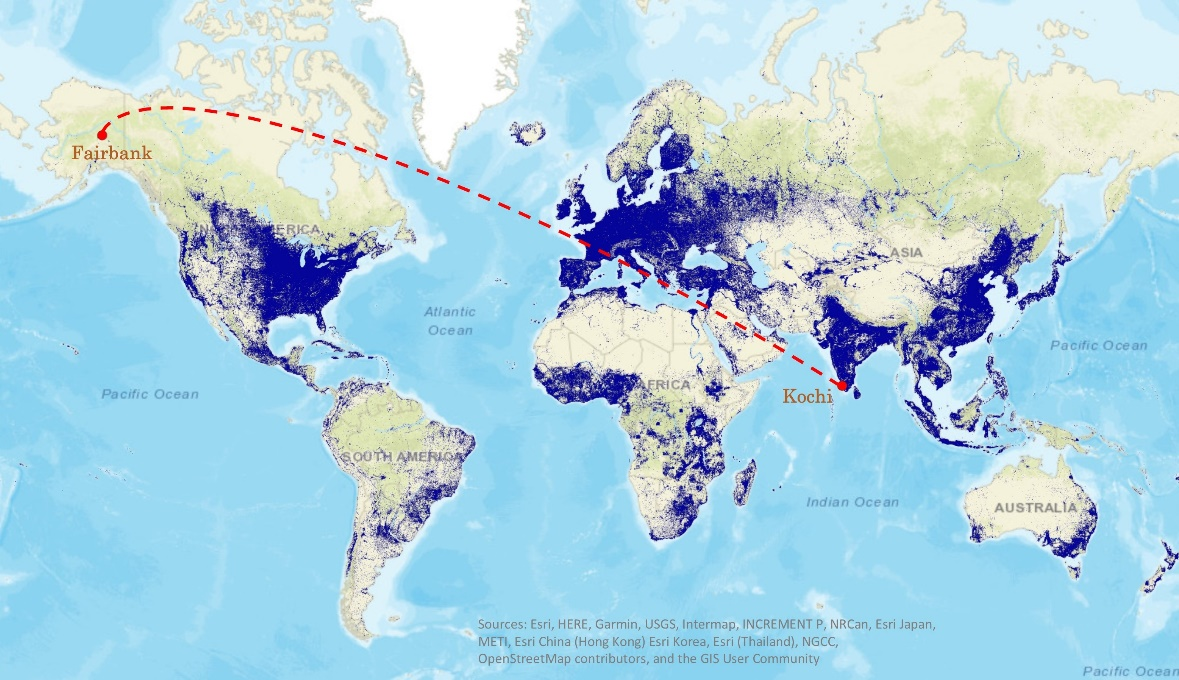 Fairbank
NORTH AMERICA
ASIA
Atlantic
Ocean
Pacific Ocean
Pacific Ocean
AFRICA
Kochi
SOUTH AMERICA
Indian Ocean
AUSTRALIA
Sources: Esri, HERE, Garmin, USGS, Intermap, INCREMENT P, NRCan, Esri Japan,
METI, Esri China (Hong Kong) Esri Korea, Esri (Thailand), NGCC,
OpenStreetMap contributors, and the GIS User Community
Pacific Ocean